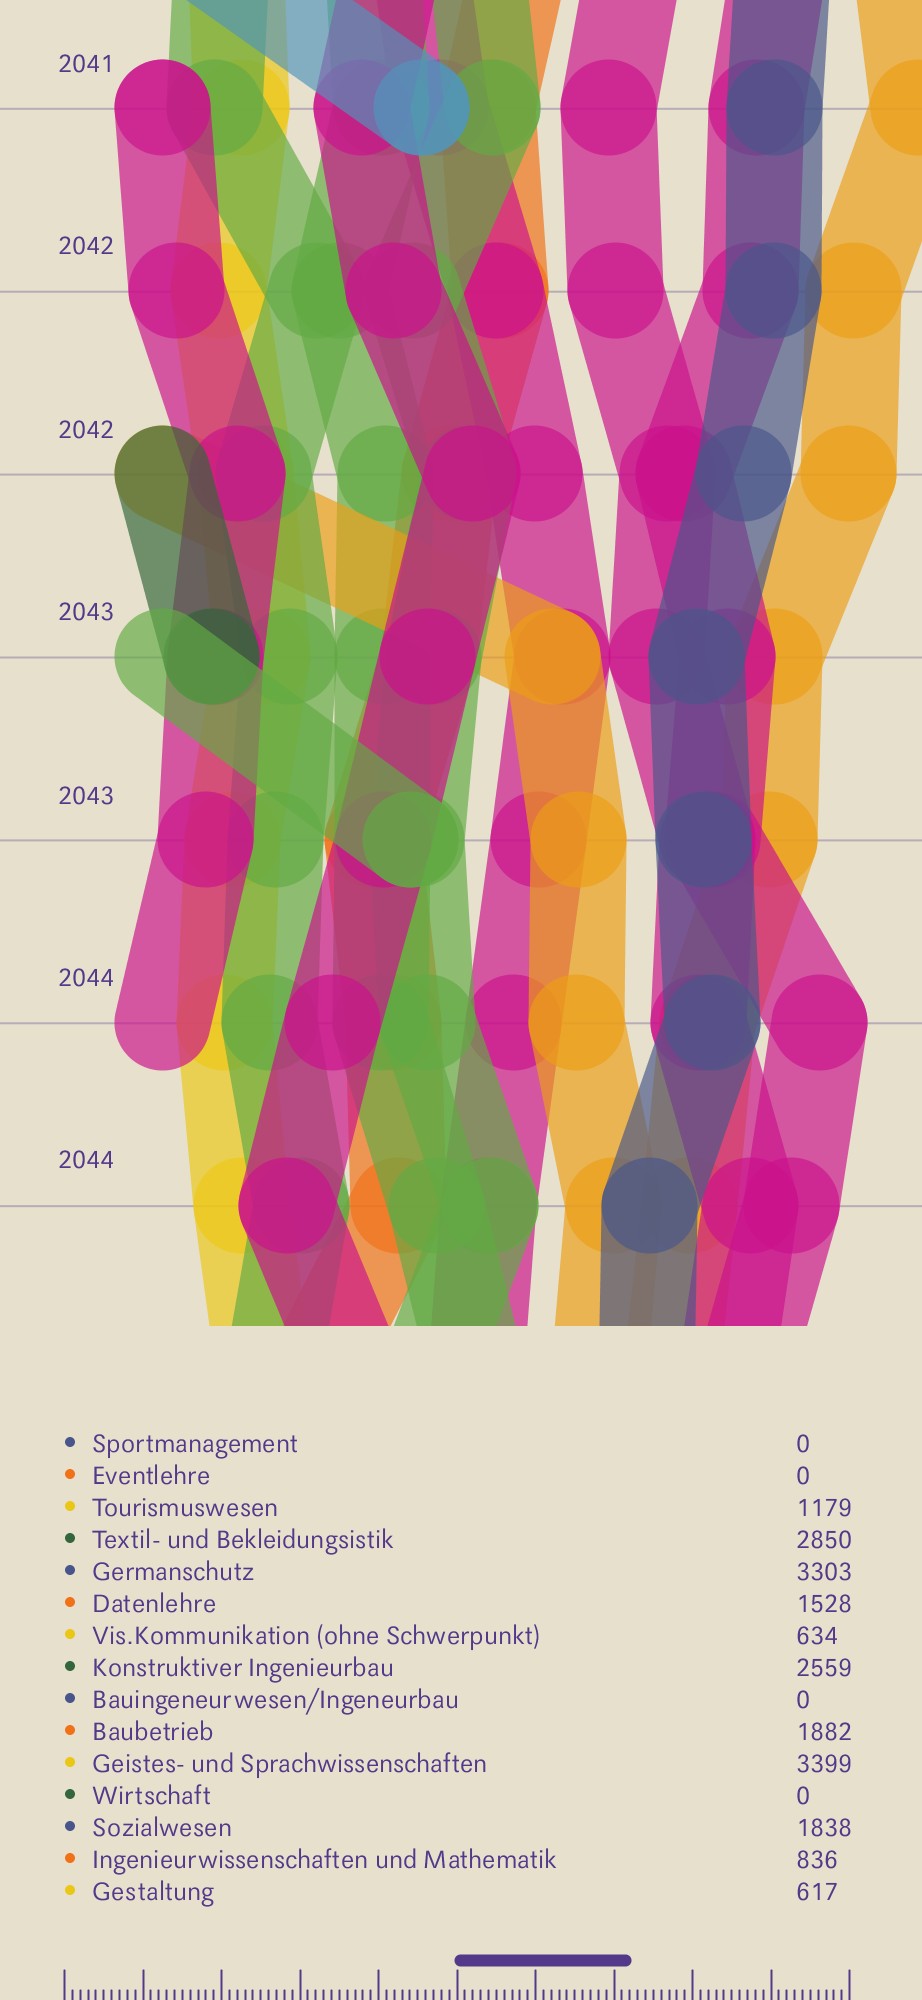 2041
2042
2042
2043
2043
2044
2044
Sportmanagement 0
Eventlehre 0
Tourismuswesen 1179
Textil- und Bekleidungsistik 2850
Germanschutz 3303
Datenlehre 1528
Vis.Kommunikation (ohne Schwerpunkt) 634
Konstruktiver Ingenieurbau 2559
Bauingeneurwesen/Ingeneurbau 0
Baubetrieb 1882
Geistes- und Sprachwissenschaften 3399
Wirtschaft 0
Sozialwesen 1838
Ingenieurwissenschaften und Mathematik 836
Gestaltung 617